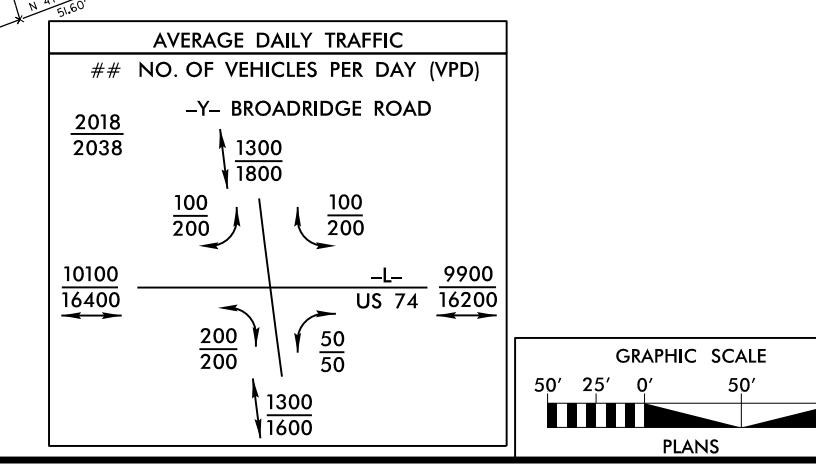 N 4
51.60'
AVERAGE DAILY TRAFFIC
## NO. OF VEHICLES PER DAY (VPD)
–Y– BROADRIDGE ROAD
2018
2038
1300
1800
100
200
100
200
10100
16400
–L–
US 74
9900
16200
200
200
50
50
1300
1600
GRAPHIC SCALE
50' 25' 0' 50'
PLANS